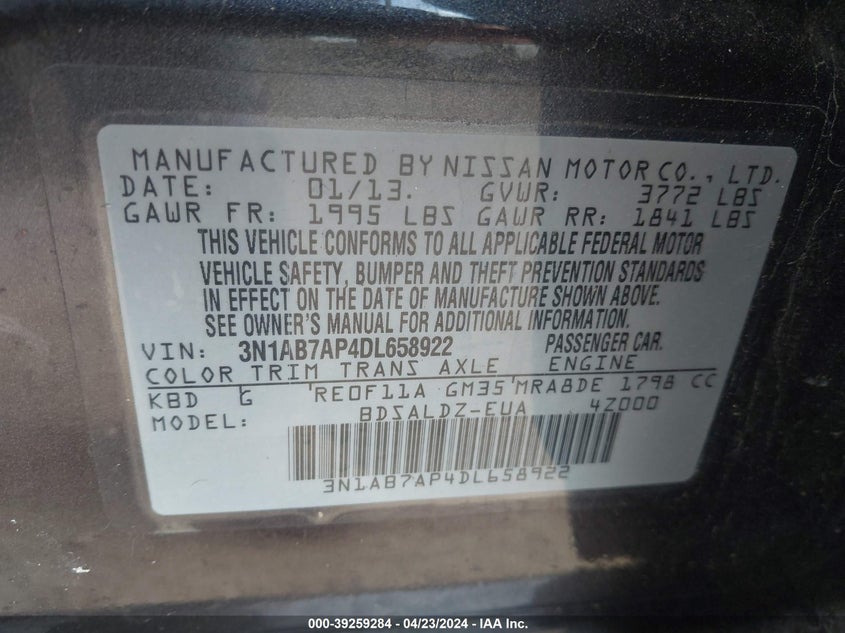 MANUFACTURED BY NISSAN MOTOR CO., LTD.
DATE: 01/13. GVWR: 3772 LBS
GAWR FR: 1995 LBS GAWR RR: 1841 LBS
THIS VEHICLE CONFORMS TO ALL APPLICABLE FEDERAL MOTOR
VEHICLE SAFETY, BUMPER AND THEFT PREVENTION STANDARDS
IN EFFECT ON THE DATE OF MANUFACTURE SHOWN ABOVE.
SEE OWNER'S MANUAL FOR ADDITIONAL INFORMATION
VIN: 3N1AB7AP4DL658922 PASSENGER CAR.
COLOR TRIM TRANS AXLE ENGINE
KBD G RE0F11A GM35 MRA8DE 1798 CC
MODEL: BDSALDZ-EUA 4Z000
3N1AB7AP4DL658922
000-39259284 / 04/23/2024 - IAA Inc.